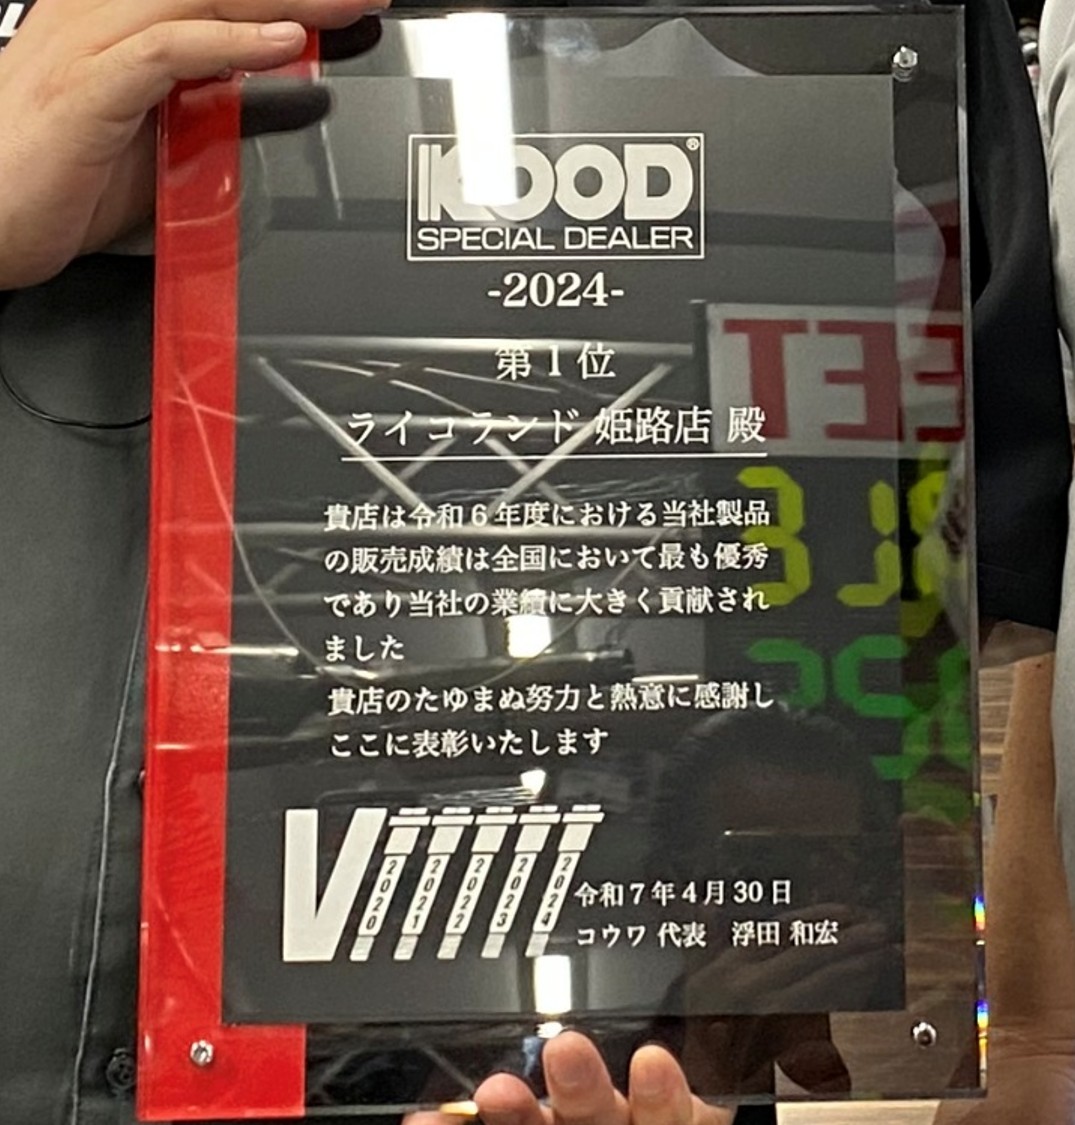 KOOD®
SPECIAL DEALER
-2024-
第1位
ライコランド 姫路店 殿
貴店は令和6年度における当社製品
の販売成績は全国において最も優秀
であり当社の業績に大きく貢献され
ました
貴店のたゆまぬ努力と熱意に感謝し
ここに表彰いたします
V
2020
2021
2022
2023
2024
令和7年4月30日
コウワ 代表 浮田 和宏